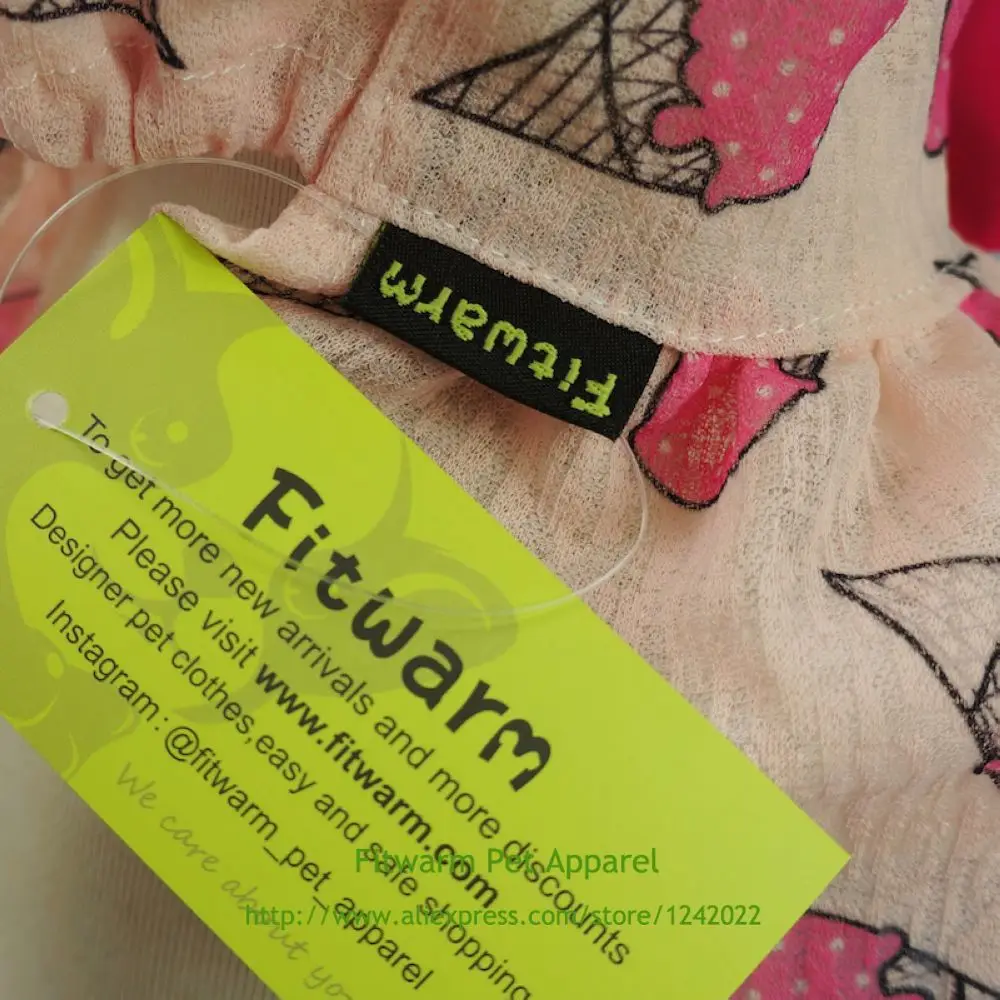 Fitwarm
Fitwarm
To get more new arrivals and more discounts
Please visit www.fitwarm.com
Designer pet clothes,easy and safe shopping
Instagram: @fitwarm_pet_apparel
We care about
Fitwarm Pet Apparel
http://www.aliexpress.com/store/1242022